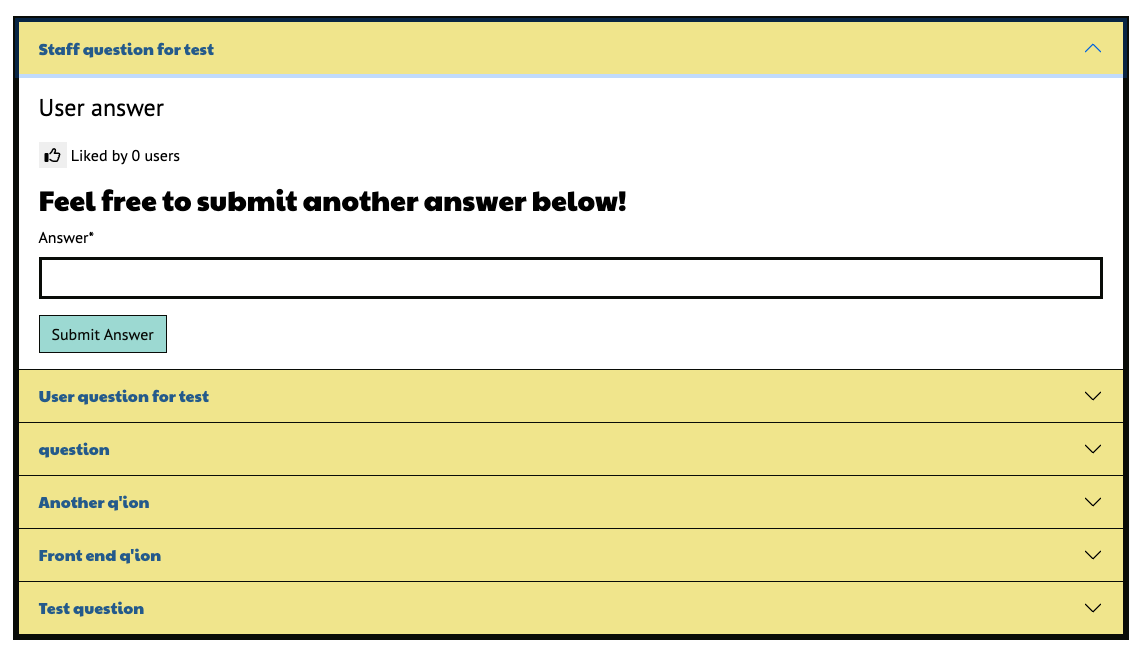 Staff question for test
User answer
Liked by 0 users
Feel free to submit another answer below!
Answer*
Submit Answer
User question for test
question
Another q'ion
Front end q'ion
Test question